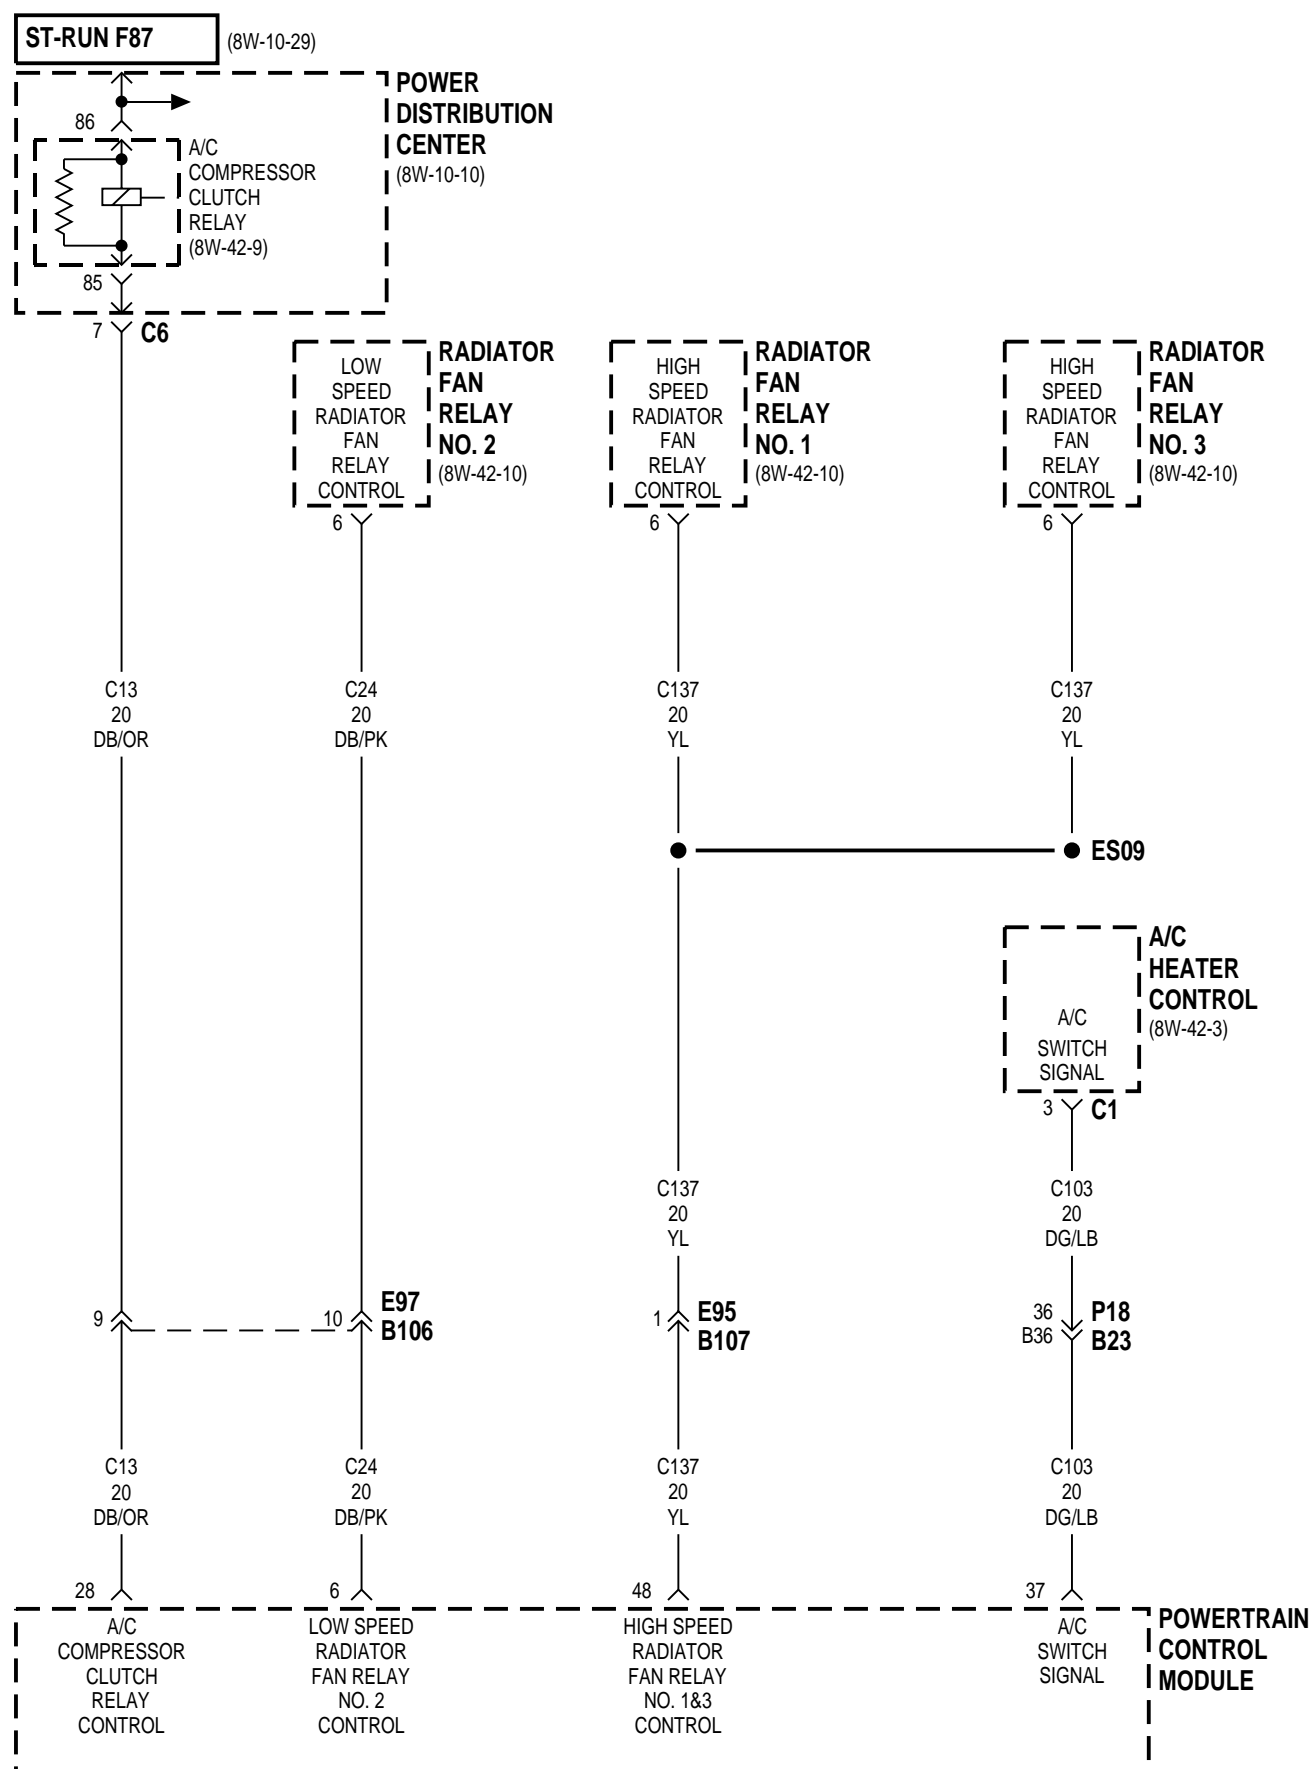 ST-RUN F87
(8W-10-29)
POWER
DISTRIBUTION
CENTER
(8W-10-10)
86
A/C
COMPRESSOR
CLUTCH
RELAY
(8W-42-9)
85
7
C6
LOW
SPEED
RADIATOR
FAN
RELAY
CONTROL
RADIATOR
FAN
RELAY
NO. 2
(8W-42-10)
6
HIGH
SPEED
RADIATOR
FAN
RELAY
CONTROL
RADIATOR
FAN
RELAY
NO. 1
(8W-42-10)
6
HIGH
SPEED
RADIATOR
FAN
RELAY
CONTROL
RADIATOR
FAN
RELAY
NO. 3
(8W-42-10)
6
C13
20
DB/OR
C24
20
DB/PK
C137
20
YL
C137
20
YL
ES09
A/C
SWITCH
SIGNAL
A/C
HEATER
CONTROL
(8W-42-3)
3
C1
C137
20
YL
C103
20
DG/LB
9
10
E97
B106
1
E95
B107
36
B36
P18
B23
C13
20
DB/OR
C24
20
DB/PK
C137
20
YL
C103
20
DG/LB
28
6
48
37
A/C
COMPRESSOR
CLUTCH
RELAY
CONTROL
LOW SPEED
RADIATOR
FAN RELAY
NO. 2
CONTROL
HIGH SPEED
RADIATOR
FAN RELAY
NO. 1&3
CONTROL
A/C
SWITCH
SIGNAL
POWERTRAIN
CONTROL
MODULE